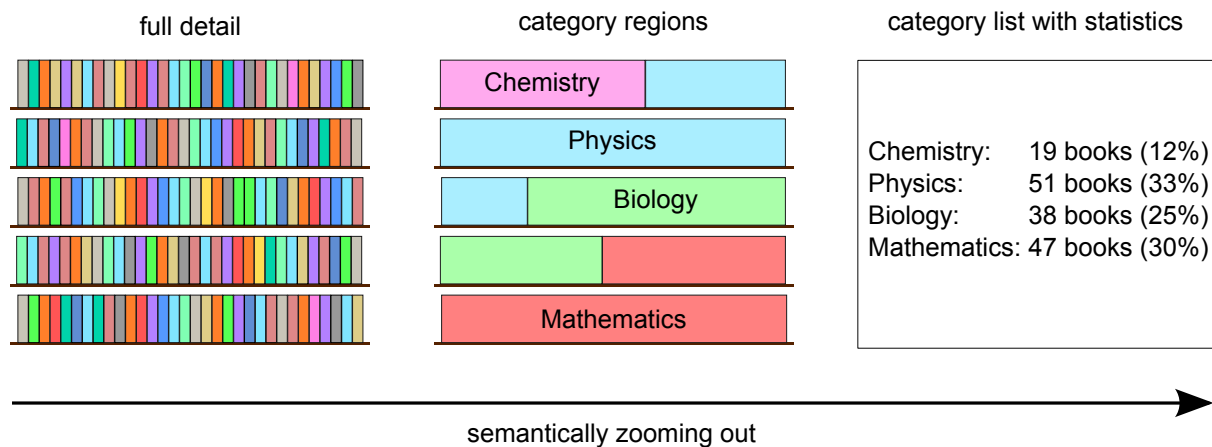 full detail
category regions
category list with statistics
Chemistry
Physics
Biology
Mathematics
Chemistry: 19 books (12%)
Physics: 51 books (33%)
Biology: 38 books (25%)
Mathematics: 47 books (30%)
semantically zooming out